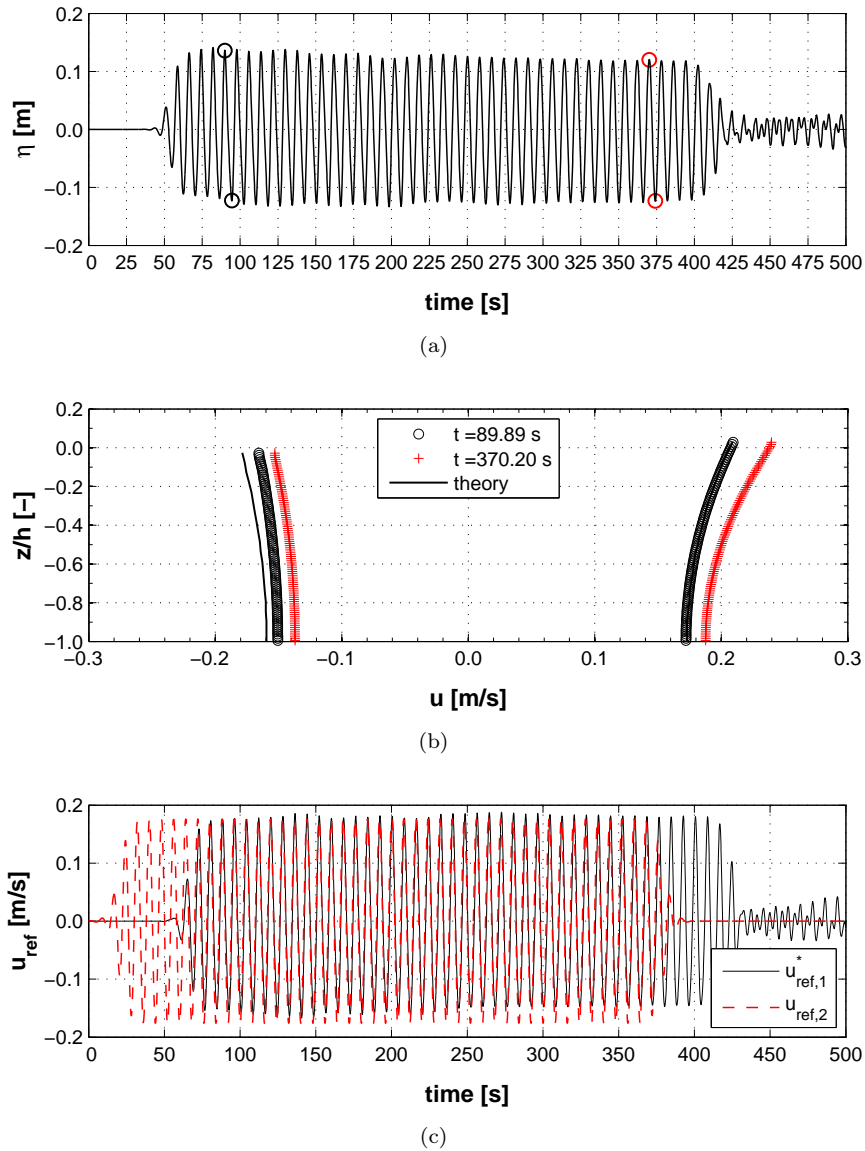 0.2
0.1
0.0
−0.1
−0.2
η [m]
0 25 50 75 100 125 150 175 200 225 250 275 300 325 350 375 400 425 450 475 500
time [s]
(a)
0.2
0.0
−0.2
−0.4
−0.6
−0.8
−1.0
z/h [−]
t =89.89 s
t =370.20 s
theory
−0.3 −0.2 −0.1 0.0 0.1 0.2 0.3
u [m/s]
(b)
0.2
0.1
0.0
−0.1
−0.2
u_ref [m/s]
u*_ref,1
u_ref,2
0 50 100 150 200 250 300 350 400 450 500
time [s]
(c)